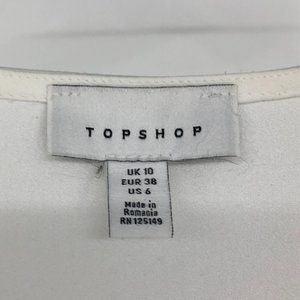 TOPSHOP
UK 10
EUR 38
US 6
Made in
Romania
RN 125149